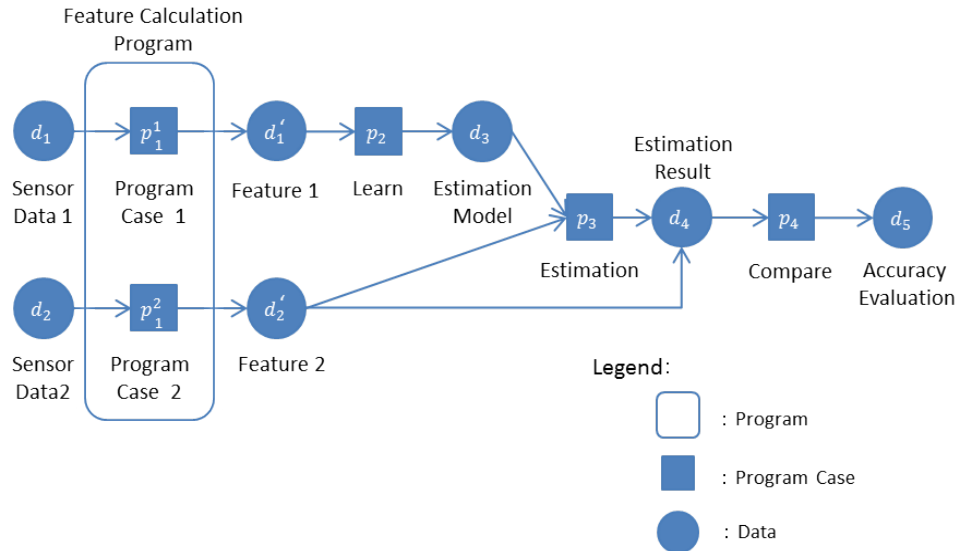 Feature Calculation
Program
d₁
p¹₁
d₁′
p₂
d₃
Sensor
Data 1
Program
Case 1
Feature 1
Learn
Estimation
Model
Estimation
Result
p₃
d₄
p₄
d₅
Estimation
Compare
Accuracy
Evaluation
d₂
p²₁
d₂′
Sensor
Data2
Program
Case 2
Feature 2
Legend:
: Program
: Program Case
: Data